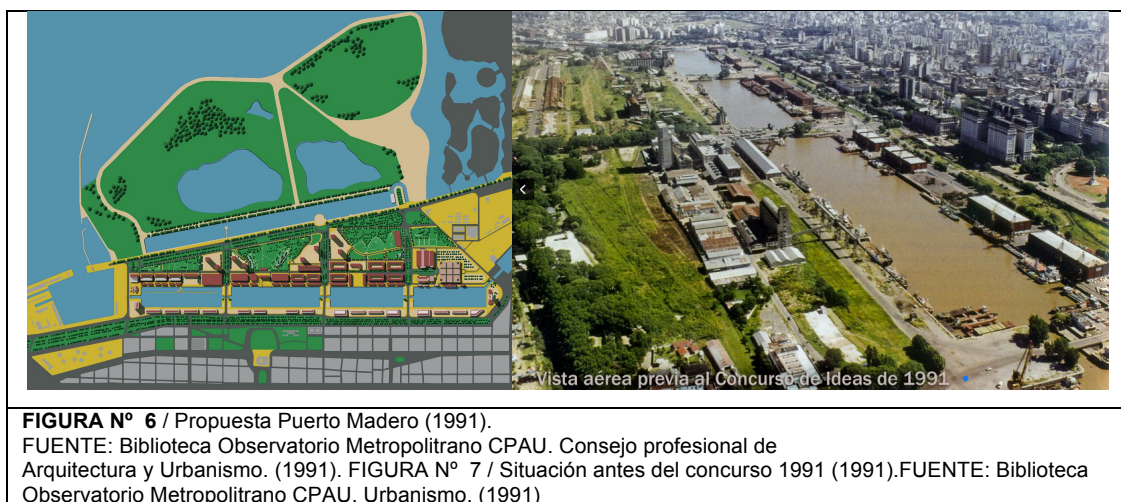 Vista aérea previa al Concurso de Ideas de 1991
FIGURA Nº 6 / Propuesta Puerto Madero (1991).
FUENTE: Biblioteca Observatorio Metropolitrano CPAU. Consejo profesional de
Arquitectura y Urbanismo. (1991). FIGURA Nº 7 / Situación antes del concurso 1991 (1991).FUENTE: Biblioteca
Observatorio Metropolitrano CPAU. Urbanismo. (1991)